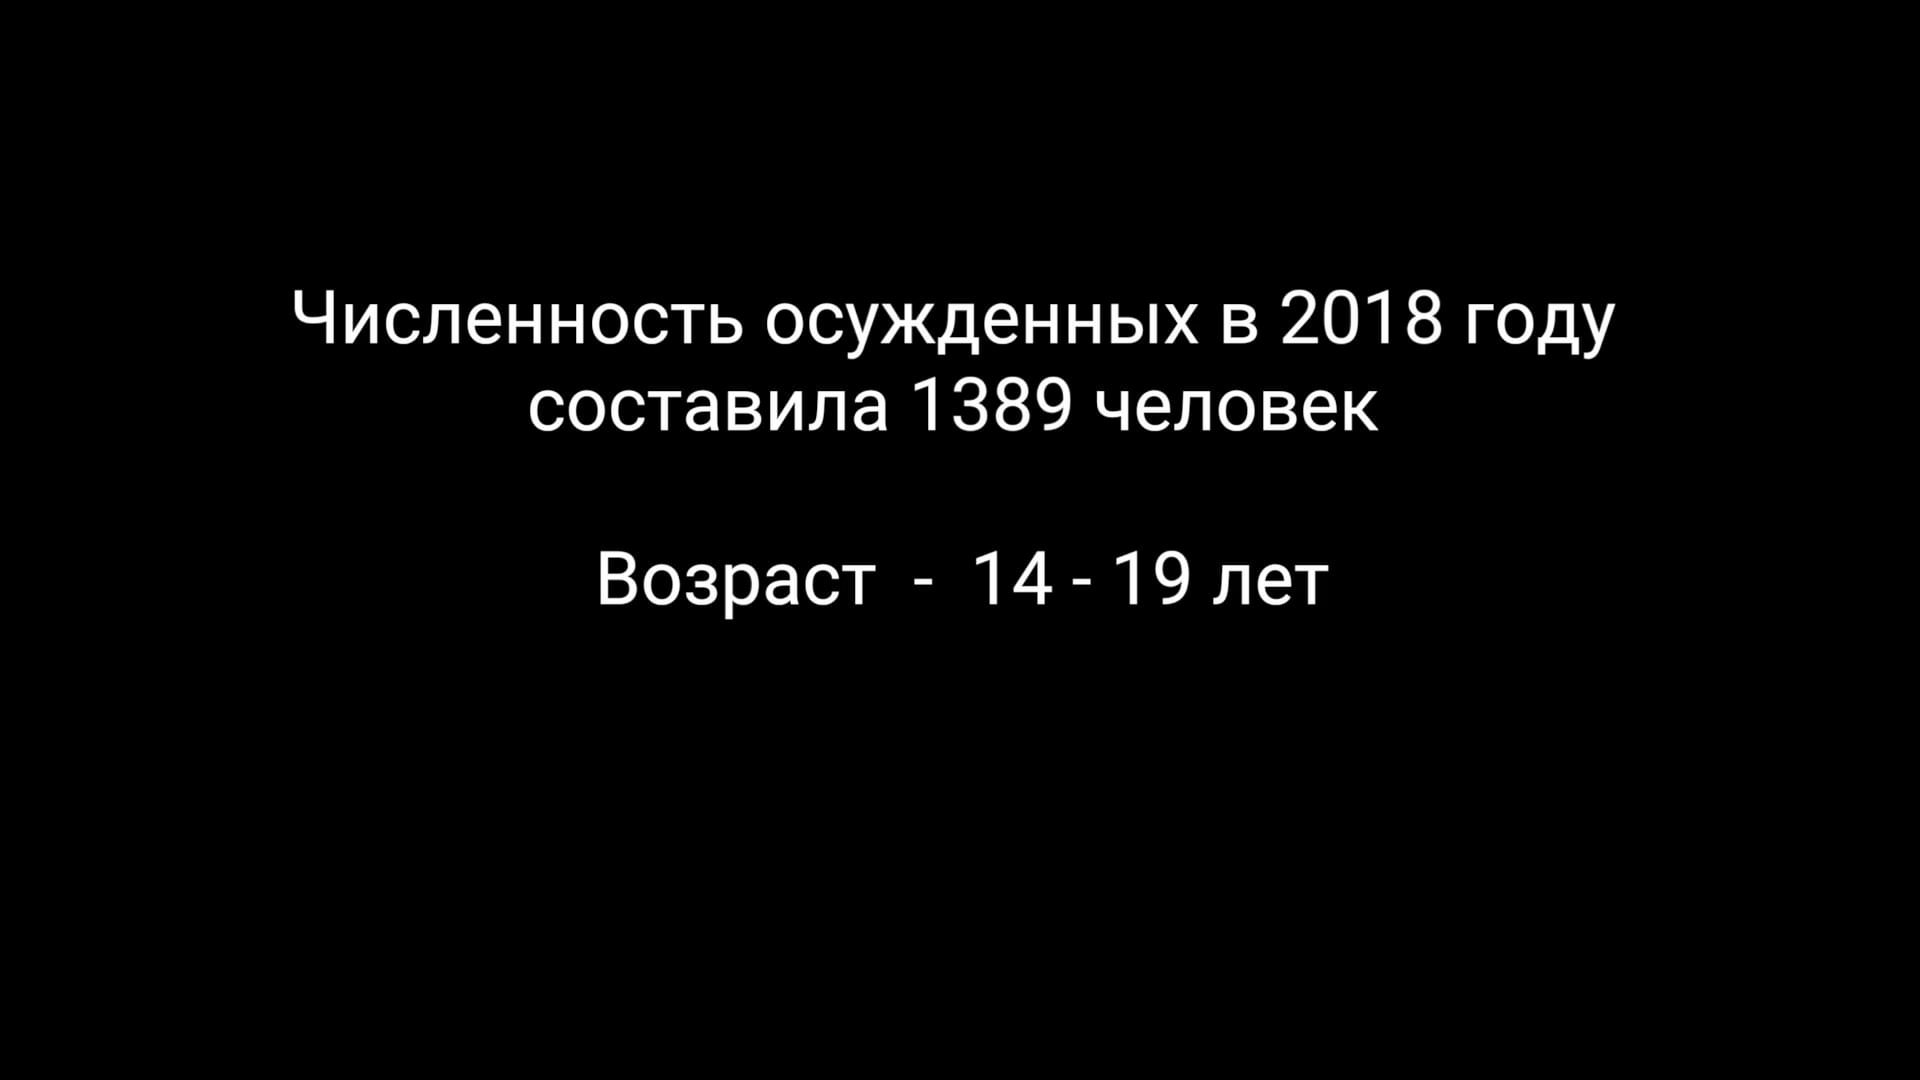 Численность осужденных в 2018 году
составила 1389 человек
Возраст - 14 - 19 лет